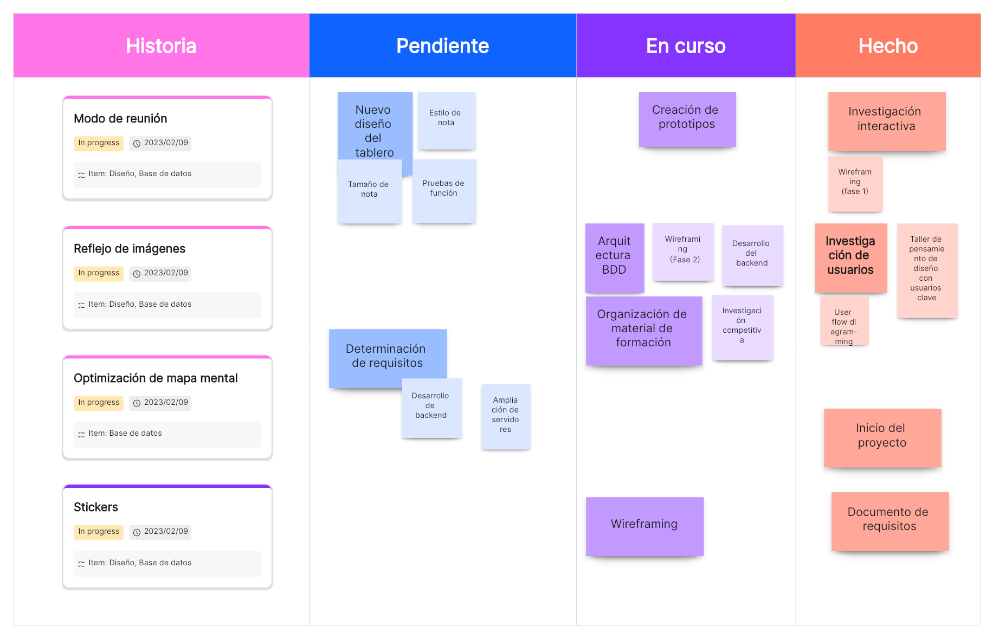 Historia
Pendiente
En curso
Hecho
Modo de reunión
In progress
2023/02/09
Item: Diseño, Base de datos
Reflejo de imágenes
In progress
2023/02/09
Item: Diseño, Base de datos
Optimización de mapa mental
In progress
2023/02/09
Item: Base de datos
Stickers
In progress
2023/02/09
Item: Diseño, Base de datos
Nuevo
diseño
del
tablero
Estilo de
nota
Tamaño de
nota
Pruebas de
función
Determinación
de requisitos
Desarrollo
de
backend
Amplia
ción de
servido
res
Creación de
prototipos
Arquit
ectura
BDD
Wireframi
ng
(Fase 2)
Desarrollo
del
backend
Organización de
material de
formación
Investigaci
ón
competitiv
a
Wireframing
Investigación
interactiva
Wirefram
ing
(fase 1)
Investiga
ción de
usuarios
Taller de
pensamie
nto de
diseño
con
usuarios
clave
User
flow di
agram-
ming
Inicio del
proyecto
Documento de
requisitos